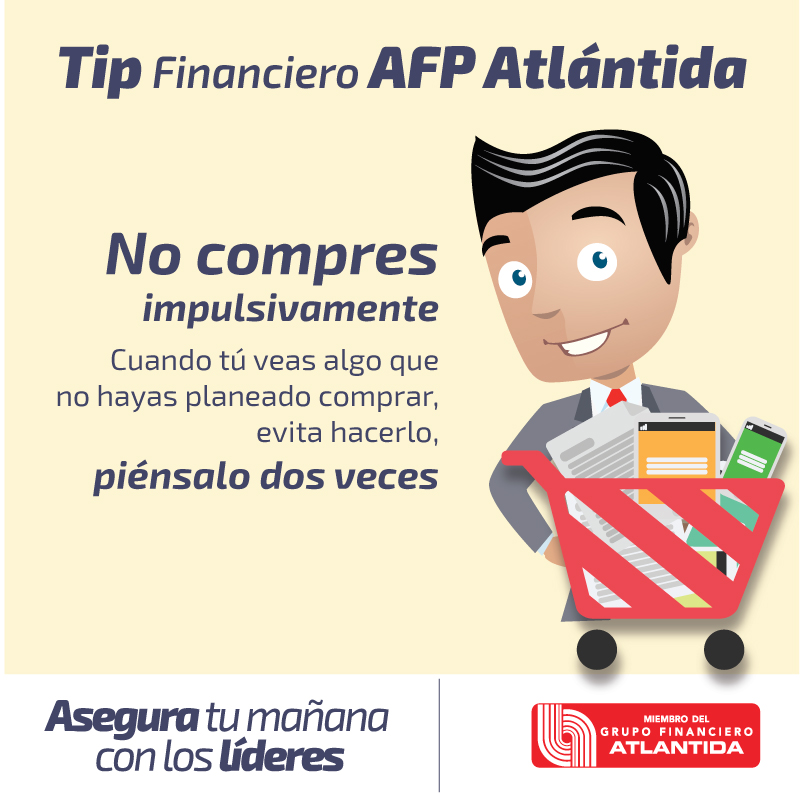 Tip Financiero AFP Atlántida
No compres
impulsivamente
Cuando tú veas algo que
no hayas planeado comprar,
evita hacerlo,
piénsalo dos veces
Asegura tu mañana
con los líderes
MIEMBRO DEL
GRUPO FINANCIERO
ATLANTIDA